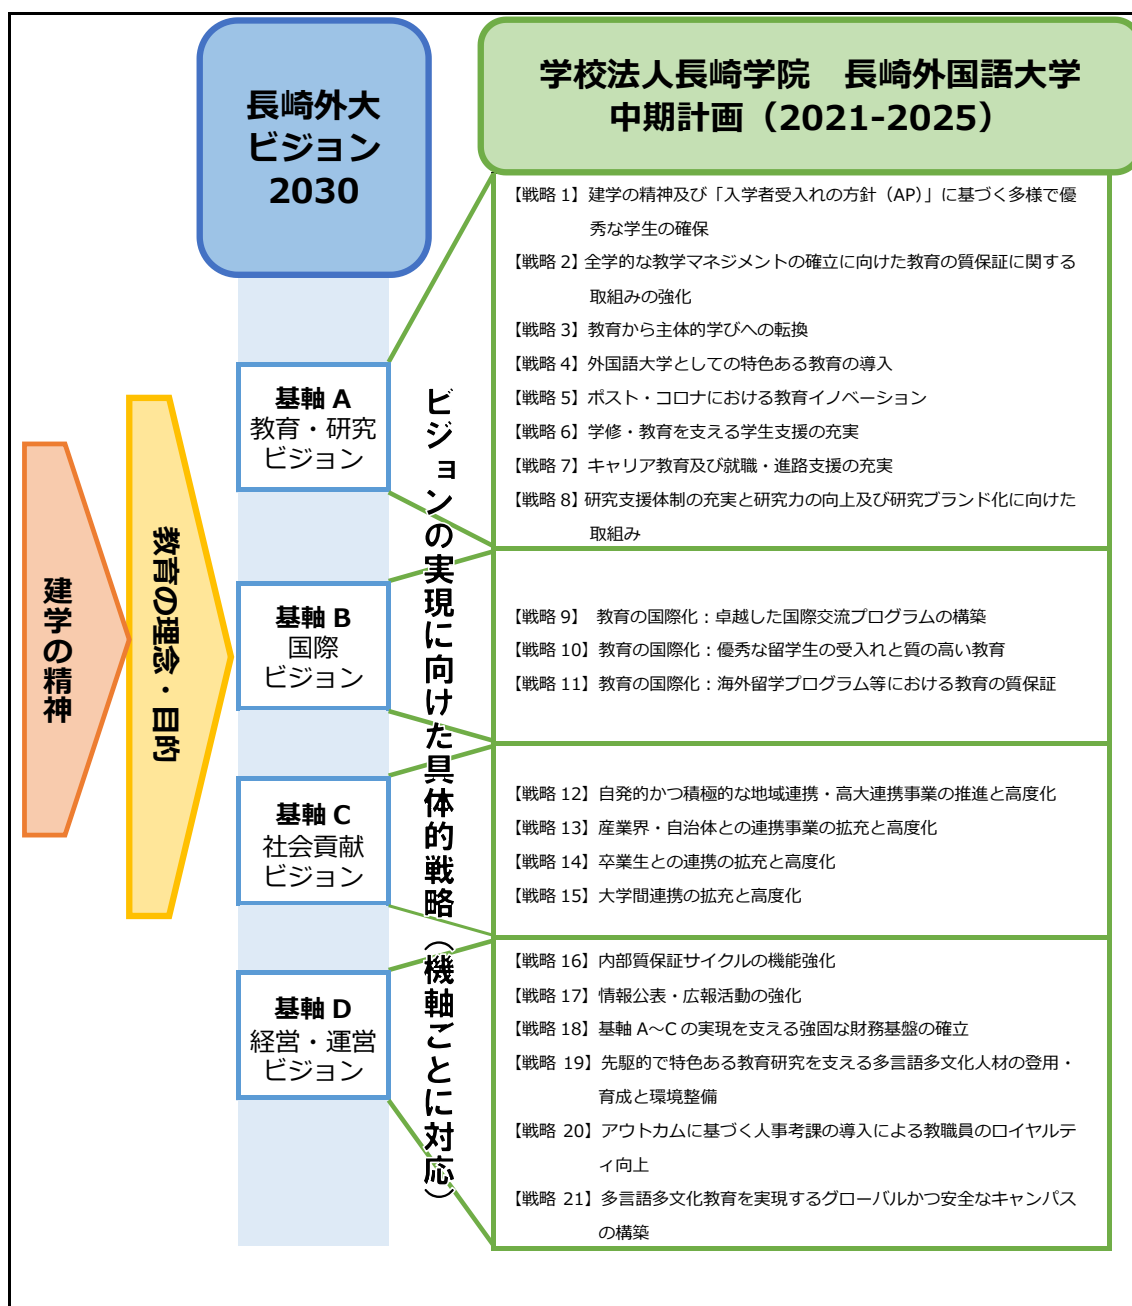 長崎外大
ビジョン
2030
学校法人長崎学院　長崎外国語大学
中期計画（2021-2025）
建学の精神
教育の理念・目的
基軸 A
教育・研究
ビジョン
基軸 B
国際
ビジョン
基軸 C
社会貢献
ビジョン
基軸 D
経営・運営
ビジョン
ビジョンの実現に向けた具体的戦略（機軸ごとに対応）
【戦略 1】建学の精神及び「入学者受入れの方針（AP）」に基づく多様で優
秀な学生の確保
【戦略 2】全学的な教学マネジメントの確立に向けた教育の質保証に関する
取組みの強化
【戦略 3】教育から主体的学びへの転換
【戦略 4】外国語大学としての特色ある教育の導入
【戦略 5】ポスト・コロナにおける教育イノベーション
【戦略 6】学修・教育を支える学生支援の充実
【戦略 7】キャリア教育及び就職・進路支援の充実
【戦略 8】研究支援体制の充実と研究力の向上及び研究ブランド化に向けた
取組み
【戦略 9】 教育の国際化：卓越した国際交流プログラムの構築
【戦略 10】教育の国際化：優秀な留学生の受入れと質の高い教育
【戦略 11】教育の国際化：海外留学プログラム等における教育の質保証
【戦略 12】自発的かつ積極的な地域連携・高大連携事業の推進と高度化
【戦略 13】産業界・自治体との連携事業の拡充と高度化
【戦略 14】卒業生との連携の拡充と高度化
【戦略 15】大学間連携の拡充と高度化
【戦略 16】内部質保証サイクルの機能強化
【戦略 17】情報公表・広報活動の強化
【戦略 18】基軸 A～C の実現を支える強固な財務基盤の確立
【戦略 19】先駆的で特色ある教育研究を支える多言語多文化人材の登用・
育成と環境整備
【戦略 20】アウトカムに基づく人事考課の導入による教職員のロイヤルテ
ィ向上
【戦略 21】多言語多文化教育を実現するグローバルかつ安全なキャンパス
の構築